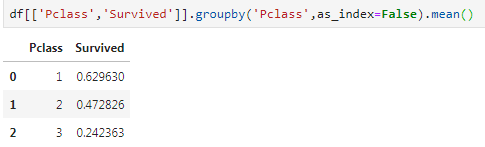 df[['Pclass','Survived']].groupby('Pclass',as_index=False).mean()
Pclass Survived
0 1 0.629630
1 2 0.472826
2 3 0.242363